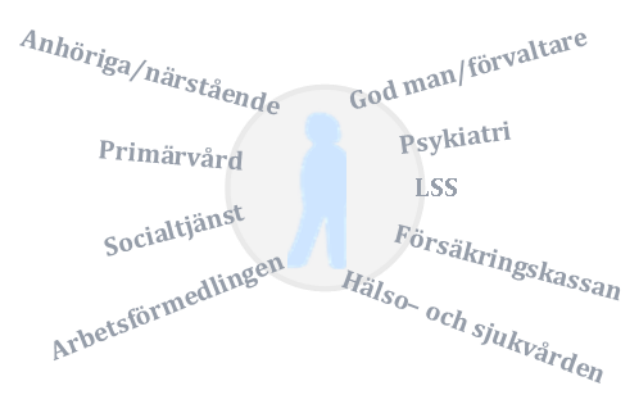 Anhöriga/närstående
God man/förvaltare
Primärvård
Psykiatri
LSS
Socialtjänst
Försäkringskassan
Arbetsförmedlingen
Hälso– och sjukvården